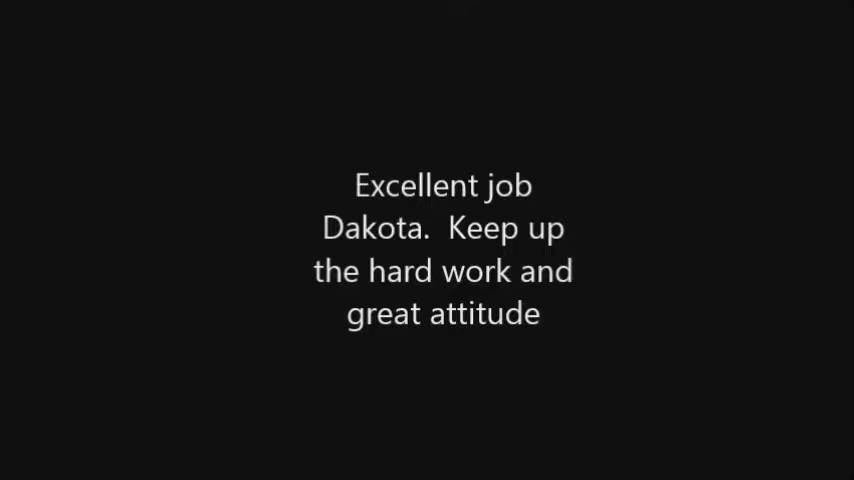 Excellent job
Dakota.  Keep up
the hard work and
great attitude